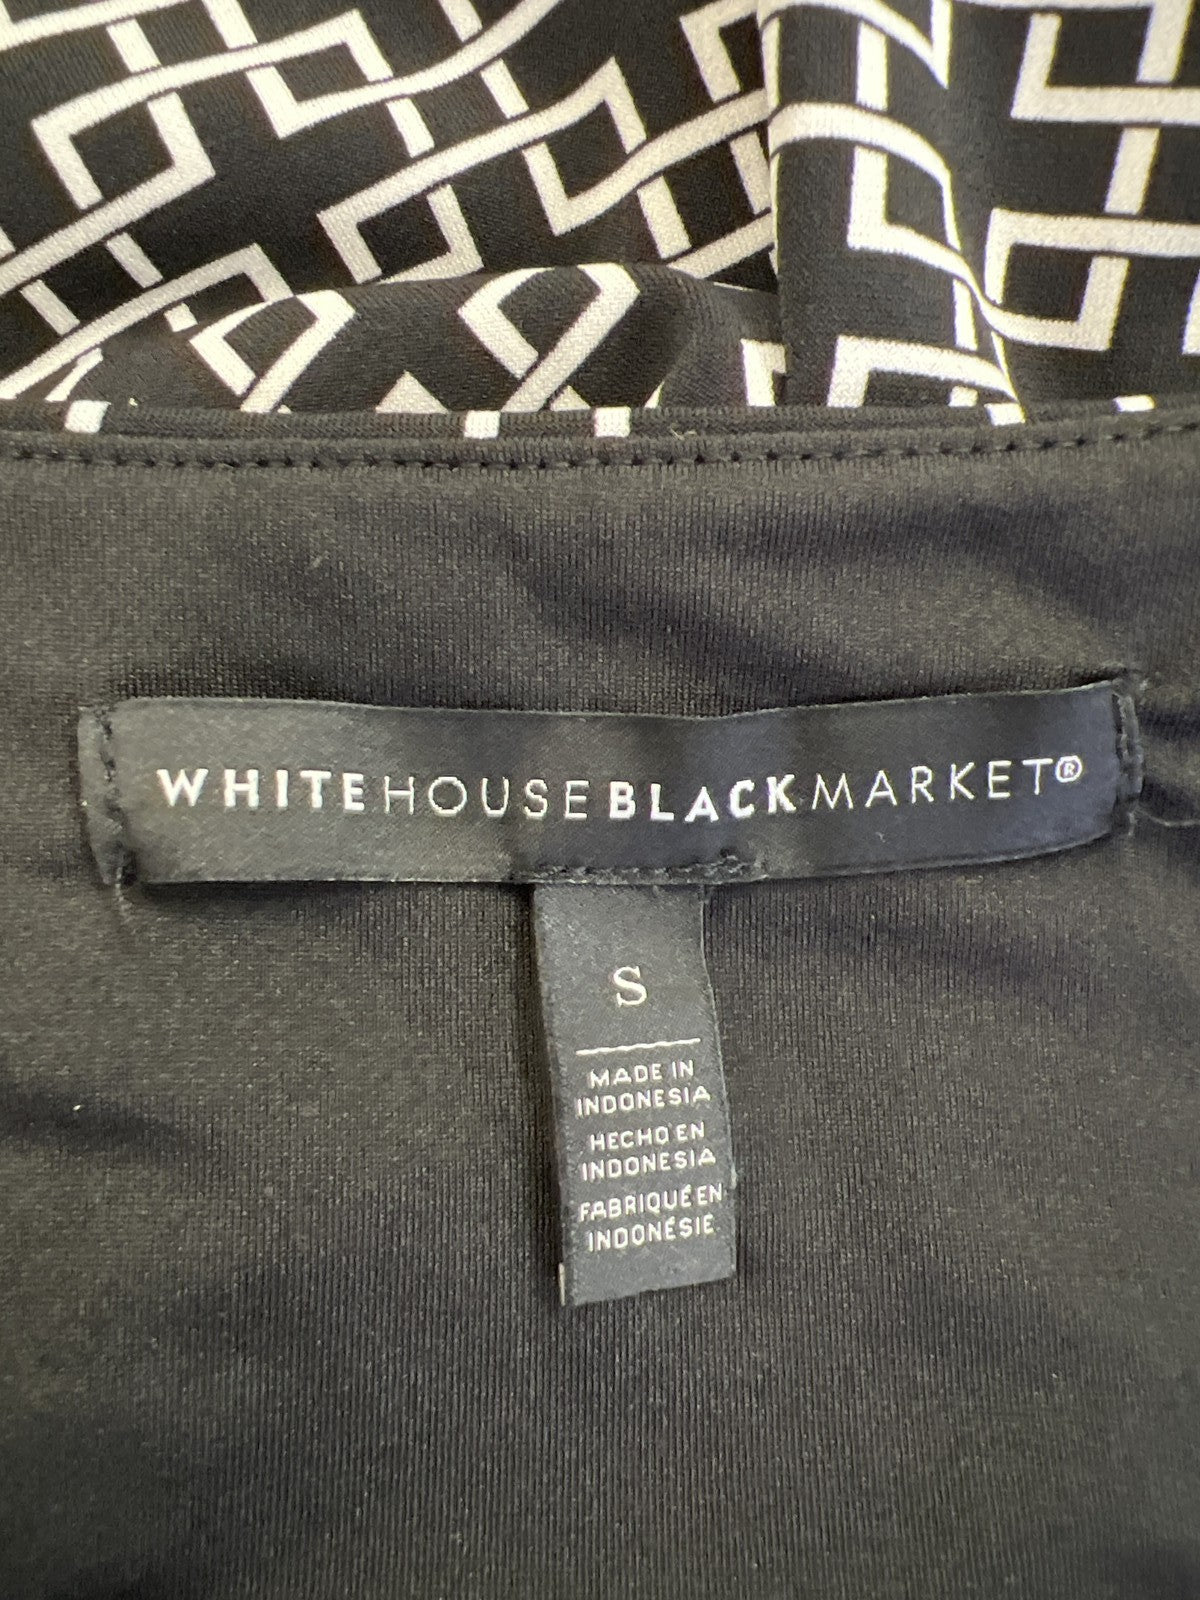 WHITEHOUSEBLACKMARKET®
S
MADE IN
INDONESIA
HECHO EN
INDONESIA
FABRIQUÉ EN
INDONÉSIE